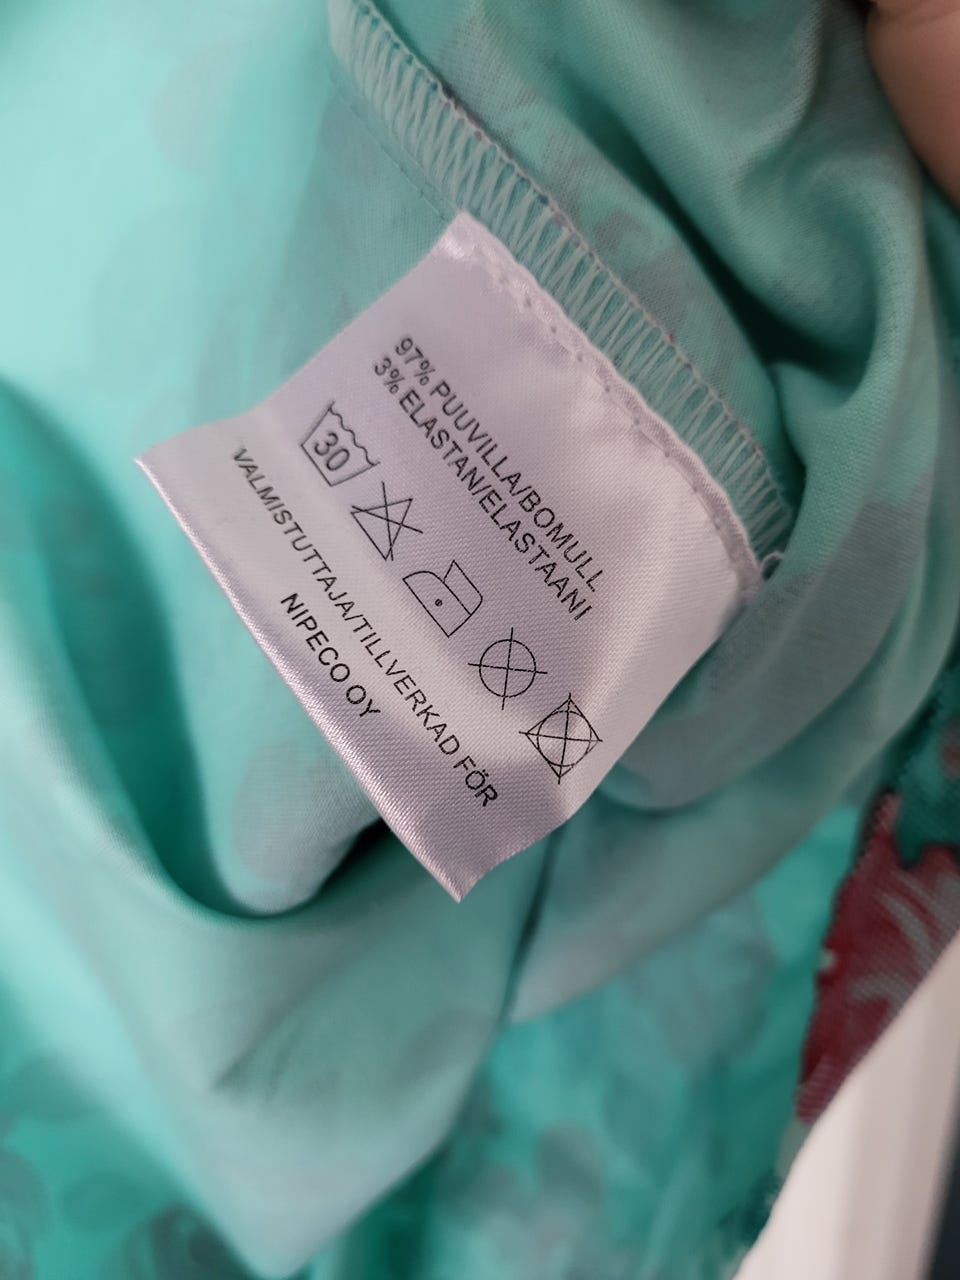 97% PUUVILLA/BOMULL
3% ELASTAN/ELASTAANI
30
VALMISTUTTAJA/TILLVERKAD FÖR
NIPECO OY